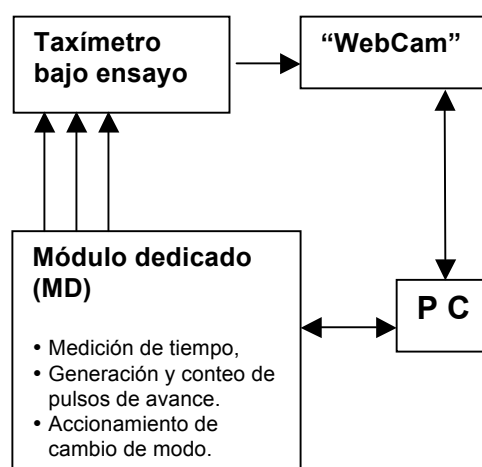 Taxímetro
bajo ensayo
“WebCam”
Módulo dedicado
(MD)
• Medición de tiempo,
• Generación y conteo de
pulsos de avance.
• Accionamiento de
cambio de modo.
P C